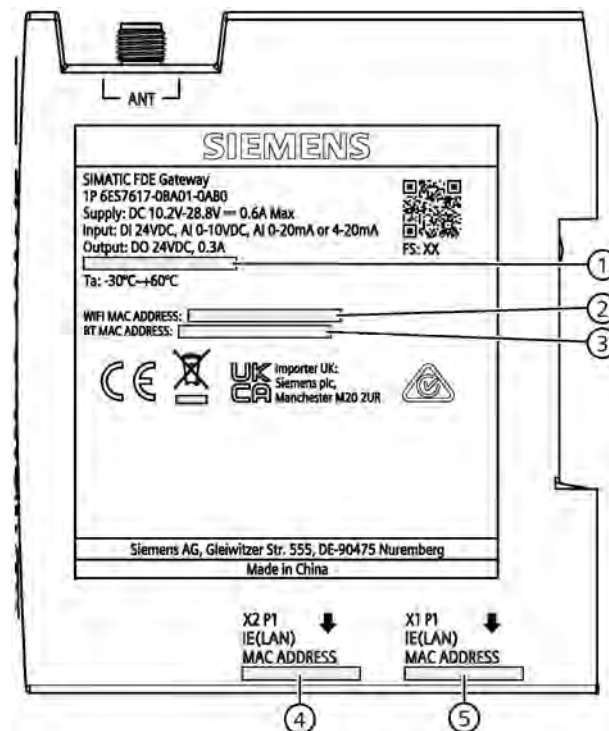 ANT
SIEMENS
SIMATIC FDE Gateway
1P 6ES7617-0BA01-0AB0
Supply: DC 10.2V-28.8V⎓ 0.6A Max
Input: DI 24VDC, AI 0-10VDC, AI 0-20mA or 4-20mA
Output: DO 24VDC, 0.3A
FS: XX
1
Ta: -30°C~+60°C
WIFI MAC ADDRESS:
2
BT MAC ADDRESS:
3
CE
UK
CA
Importer UK:
Siemens plc,
Manchester M20 2UR
Siemens AG, Gleiwitzer Str. 555, DE-90475 Nuremberg
Made in China
X2 P1
IE(LAN)
MAC ADDRESS
X1 P1
IE(LAN)
MAC ADDRESS
4
5